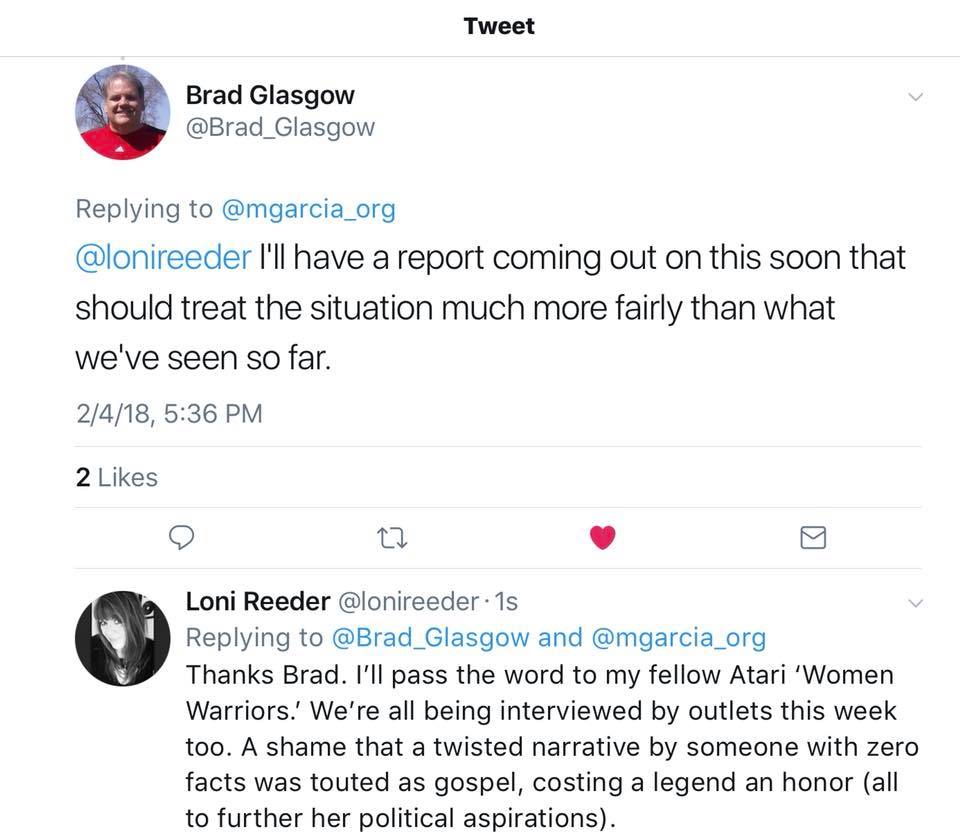 Tweet
Brad Glasgow
@Brad_Glasgow
Replying to @mgarcia_org
@lonireeder I'll have a report coming out on this soon that
should treat the situation much more fairly than what
we've seen so far.
2/4/18, 5:36 PM
2 Likes
Loni Reeder @lonireeder · 1s
Replying to @Brad_Glasgow and @mgarcia_org
Thanks Brad. I’ll pass the word to my fellow Atari ‘Women
Warriors.’ We’re all being interviewed by outlets this week
too. A shame that a twisted narrative by someone with zero
facts was touted as gospel, costing a legend an honor (all
to further her political aspirations).